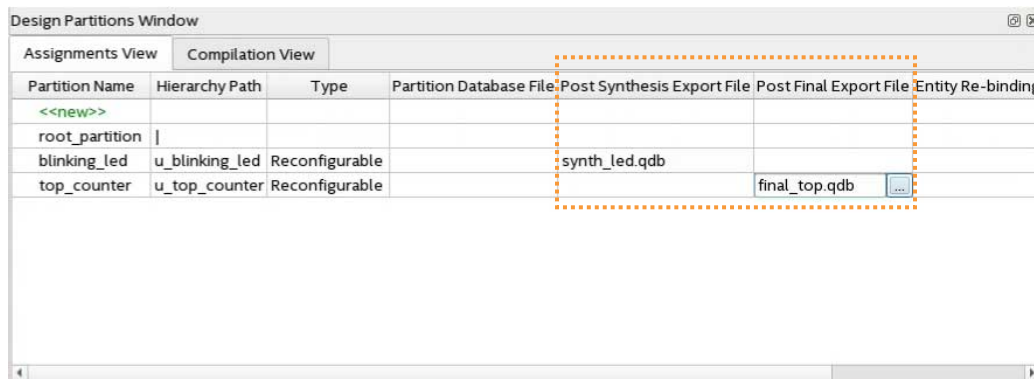 Design Partitions Window
Assignments View Compilation View
Partition Name Hierarchy Path Type Partition Database File Post Synthesis Export File Post Final Export File Entity Re-binding
<<new>>
root_partition |
blinking_led u_blinking_led Reconfigurable synth_led.qdb
top_counter u_top_counter Reconfigurable final_top.qdb ...